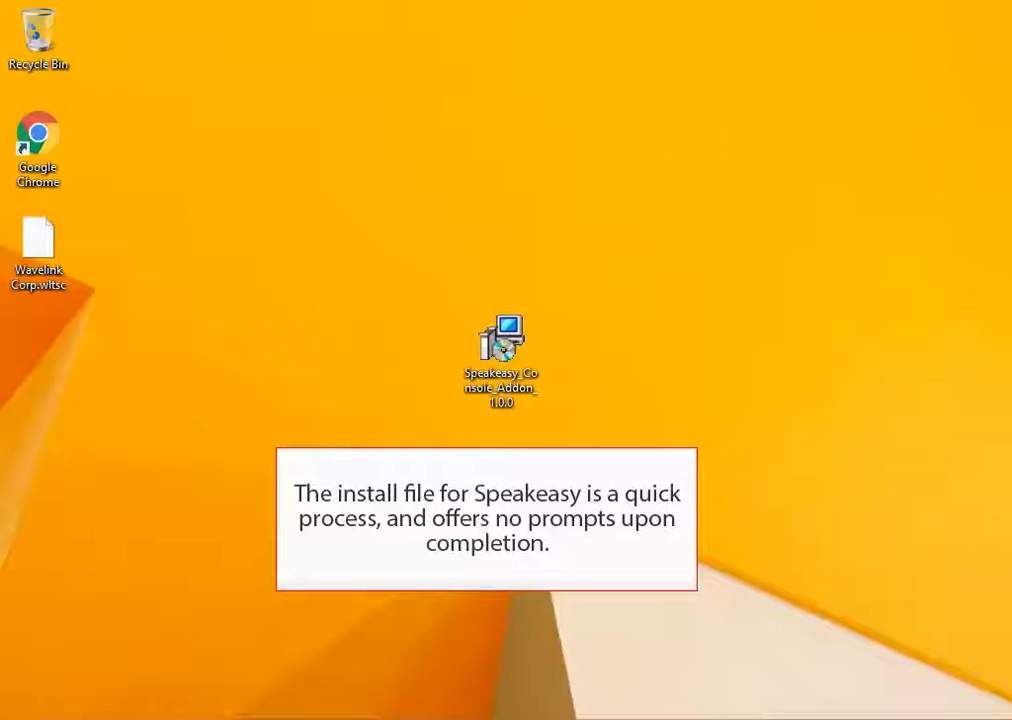 Recycle Bin
Google
Chrome
Wavelink
Corp.wltsc
Speakeasy_Co
nsole_Addon_
1.0.0
The install file for Speakeasy is a quick
process, and offers no prompts upon
completion.